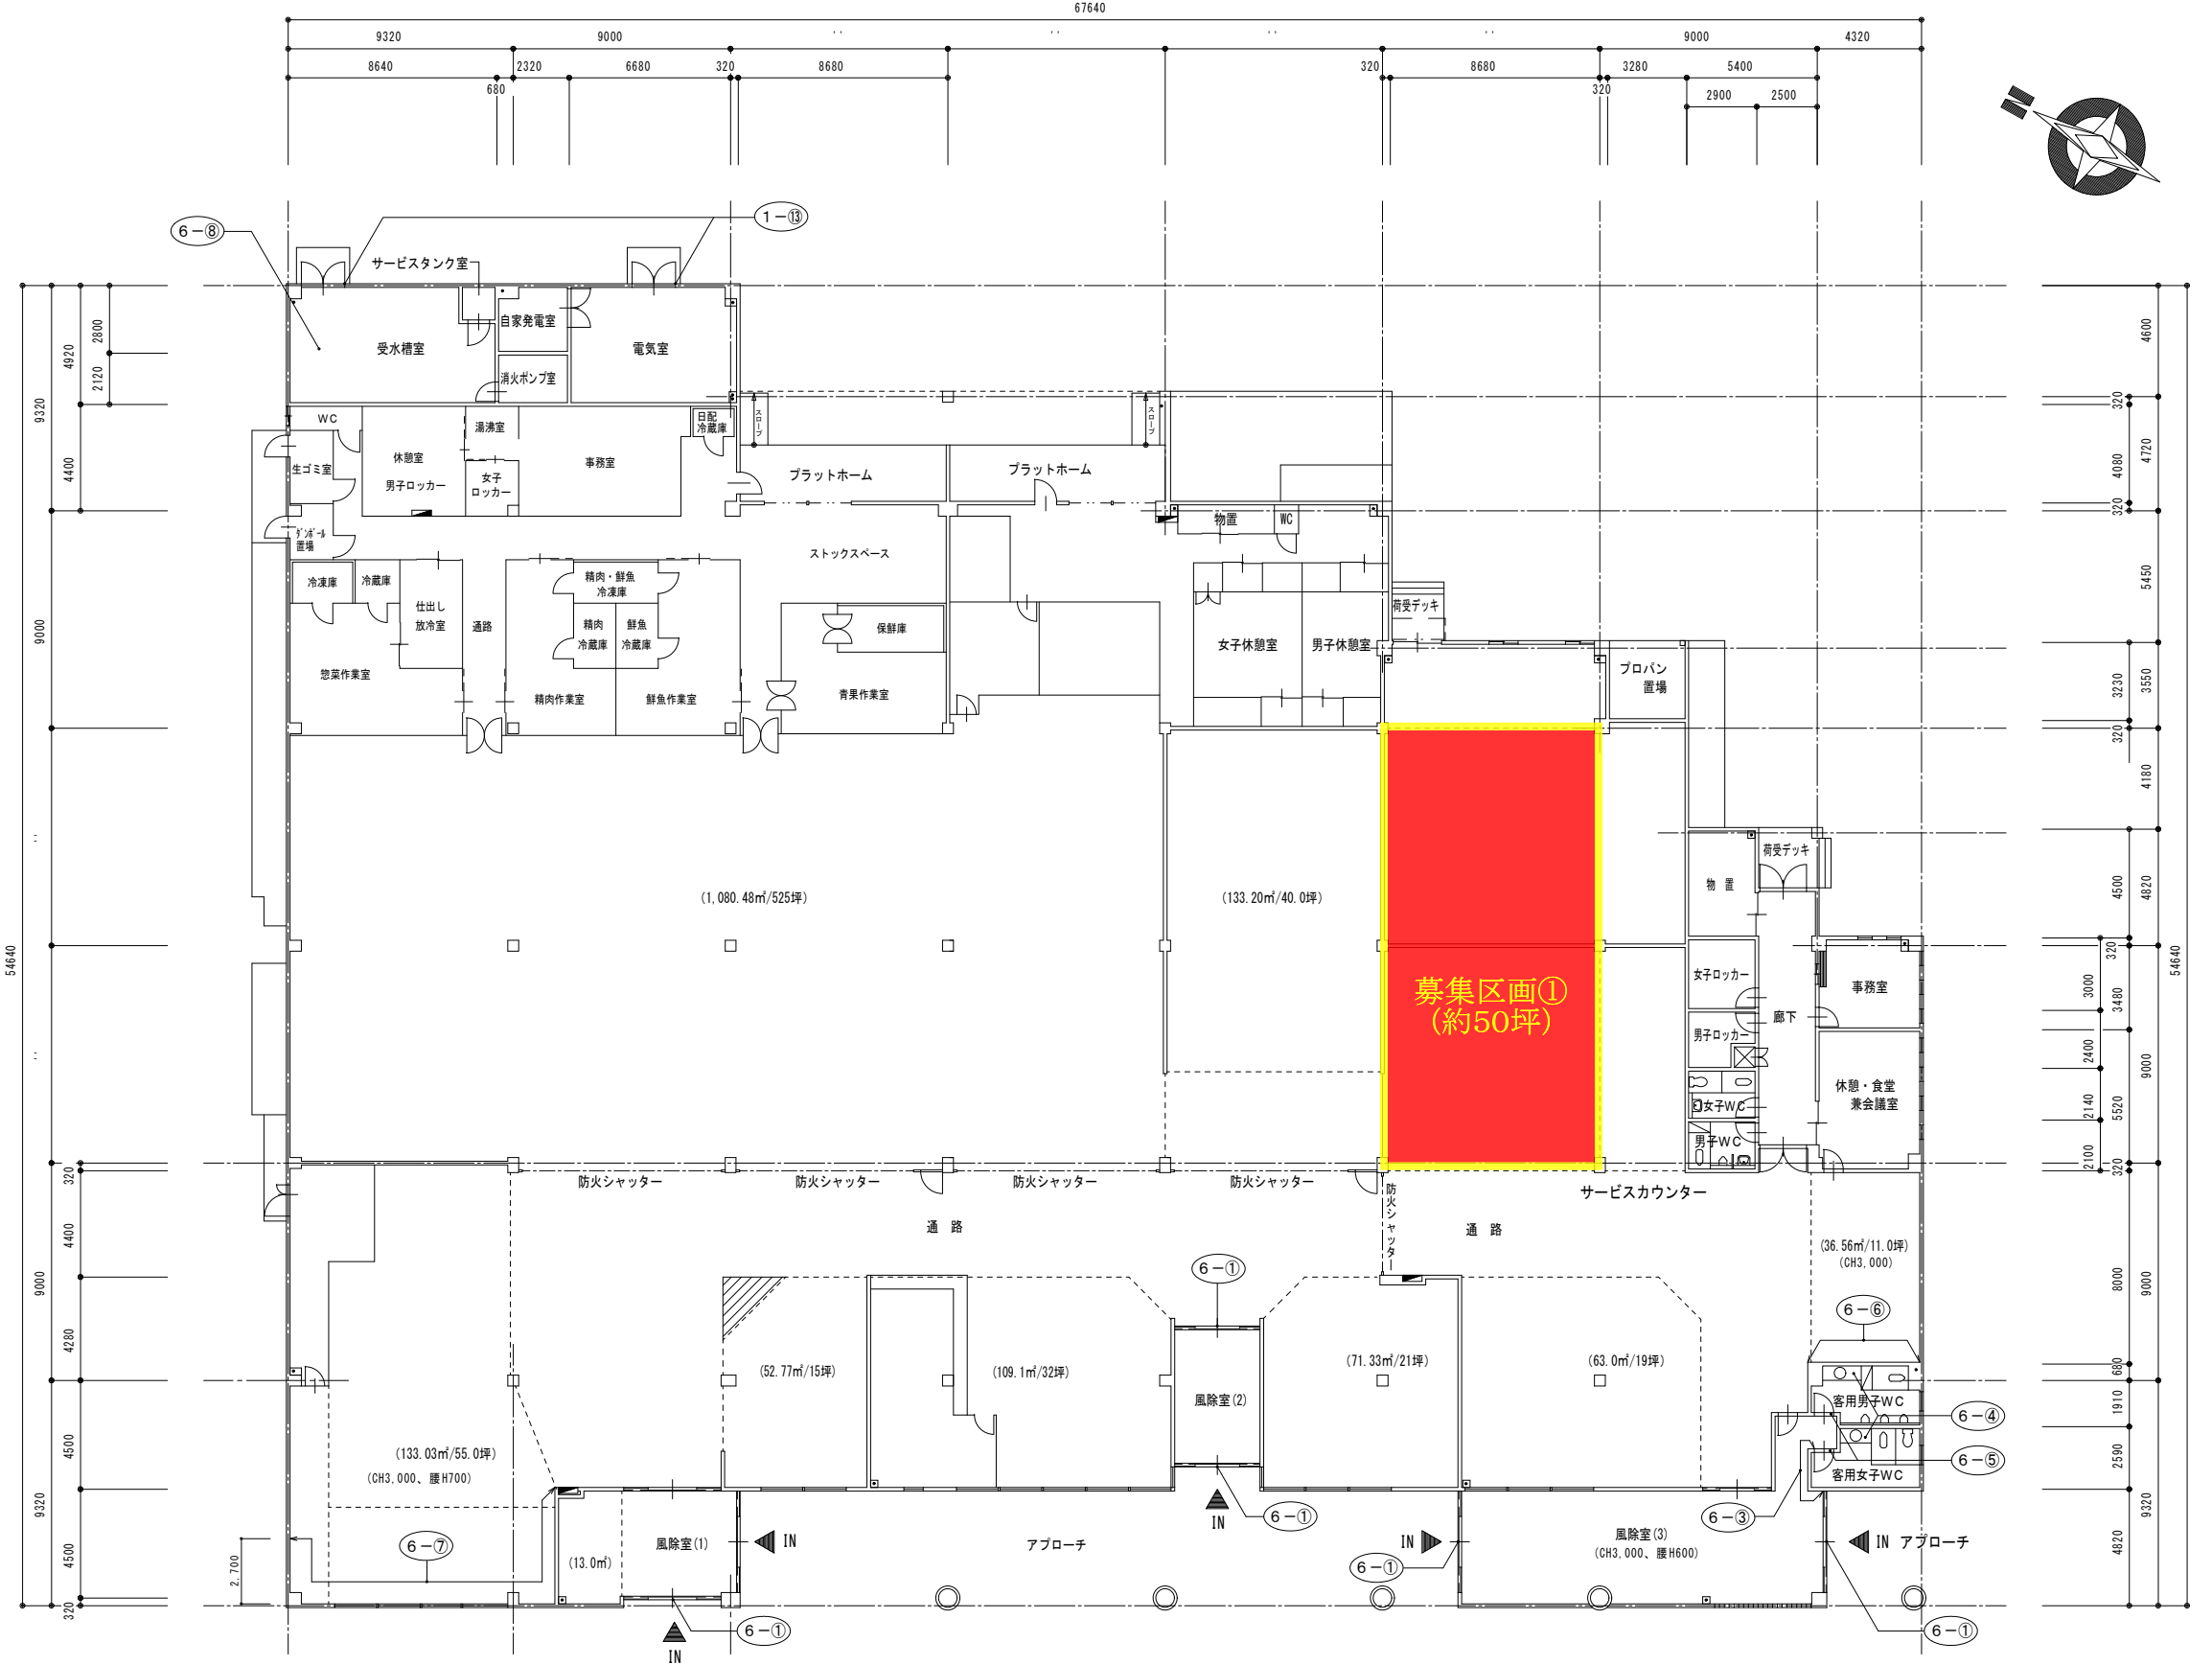 67640
9320
9000
''
''
''
''
9000
4320
8640
2320
6680
320
8680
320
8680
3280
5400
680
320
2900
2500
N
6-⑧
1-⑬
サービスタンク室
自家発電室
受水槽室
電気室
消火ポンプ室
WC
湯沸室
日配
冷蔵庫
スロープ
スロープ
休憩室
男子ロッカー
事務室
生ゴミ室
女子
ロッカー
プラットホーム
プラットホーム
ダンボール
置場
物置
WC
ストックスペース
冷凍庫
冷蔵庫
精肉・鮮魚
冷凍庫
仕出し
放冷室
通路
精肉
冷蔵庫
鮮魚
冷蔵庫
保鮮庫
荷受デッキ
女子休憩室
男子休憩室
惣菜作業室
精肉作業室
鮮魚作業室
青果作業室
プロパン
置場
(1,080.48㎡/525坪)
(133.20㎡/40.0坪)
物 置
荷受デッキ
募集区画①
(約50坪)
女子ロッカー
事務室
男子ロッカー
廊下
休憩・食堂
兼会議室
女子WC
男子WC
防火シャッター
防火シャッター
防火シャッター
防火シャッター
防火シャッター
サービスカウンター
通 路
通 路
(36.56㎡/11.0坪)
(CH3,000)
6-①
6-⑥
(52.77㎡/15坪)
(109.1㎡/32坪)
(71.33㎡/21坪)
(63.0㎡/19坪)
風除室(2)
客用男子WC
6-④
(133.03㎡/55.0坪)
(CH3,000、腰H700)
6-⑤
客用女子WC
6-①
6-③
IN
6-⑦
(13.0㎡)
風除室(1)
IN
アプローチ
IN
風除室(3)
(CH3,000、腰H600)
IN
アプローチ
6-①
6-①
IN
6-①
54640
9320
9000
''
''
9000
9320
4920
4400
320
4400
4280
4500
4500
320
2800
2120
2,700
4600
320
4720
4080
320
5450
3230
3550
320
4180
4500
4820
320
3000
3480
2400
9000
2140
5520
2100
320
8000
9000
680
1910
2590
9320
4820
54640